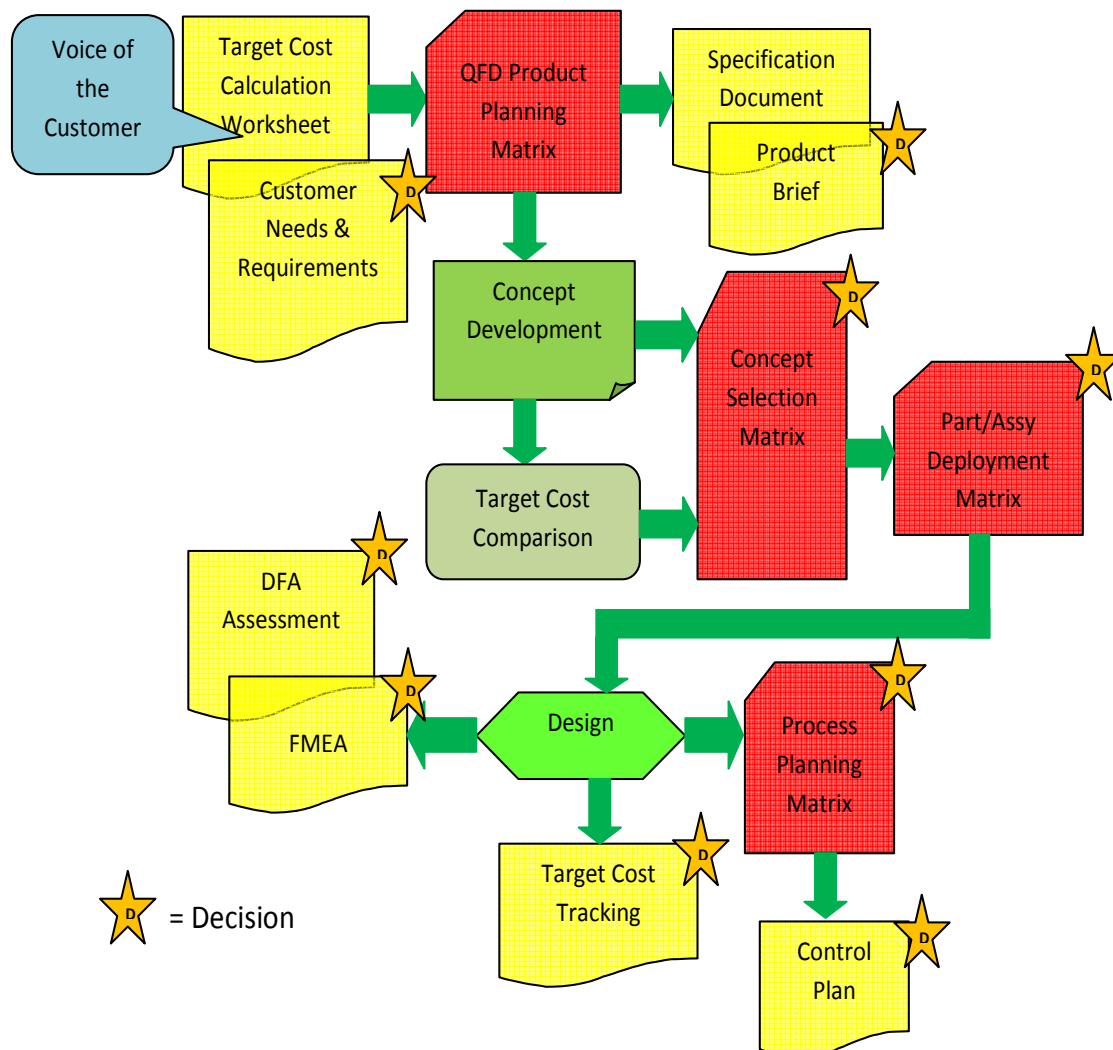 Voice of
the
Customer
Target Cost
Calculation
Worksheet
Customer
Needs &
Requirements
D
QFD Product
Planning
Matrix
Specification
Document
Product
Brief
D
Concept
Development
Concept
Selection
Matrix
D
Part/Assy
Deployment
Matrix
D
Target Cost
Comparison
DFA
Assessment
D
FMEA
D
Design
Process
Planning
Matrix
D
Target Cost
Tracking
D
Control
Plan
D
D = Decision